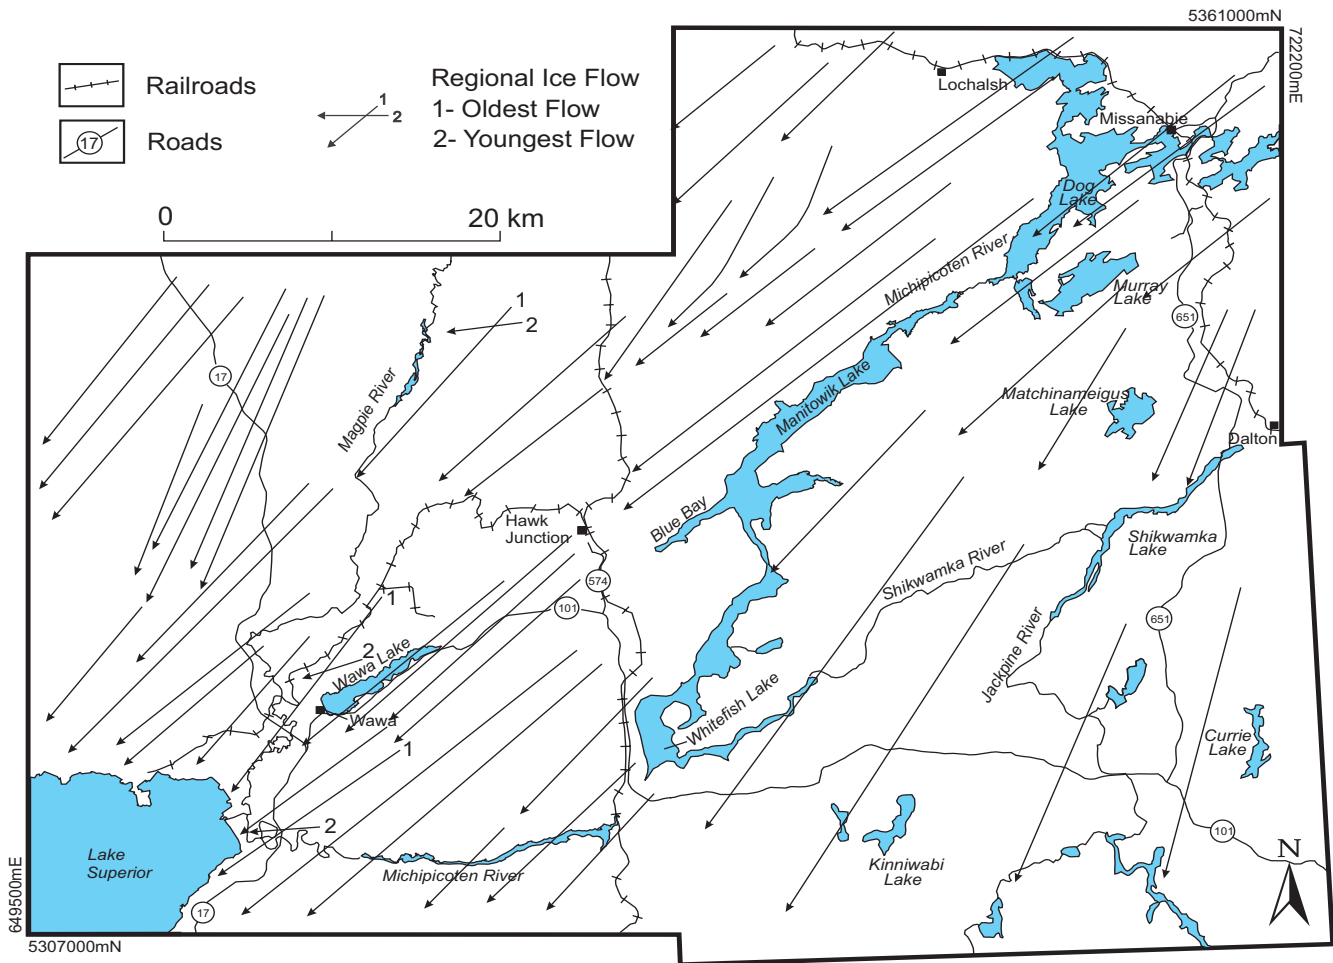 5361000mN
722200mE
Railroads
17
Roads
1
2
Regional Ice Flow
1- Oldest Flow
2- Youngest Flow
0
20 km
Lochalsh
Missanabie
Dog
Lake
Michipicoten River
Murray
Lake
651
1
2
17
Magpie River
Manitowik Lake
Matchinameigus
Lake
Dalton
Hawk
Junction
Blue Bay
Shikwamka
Lake
Shikwamka River
574
101
1
2
Wawa Lake
Wawa
651
Jackpine River
Whitefish Lake
Currie
Lake
1
2
101
N
Lake
Superior
Michipicoten River
Kinniwabi
Lake
17
649500mE
5307000mN